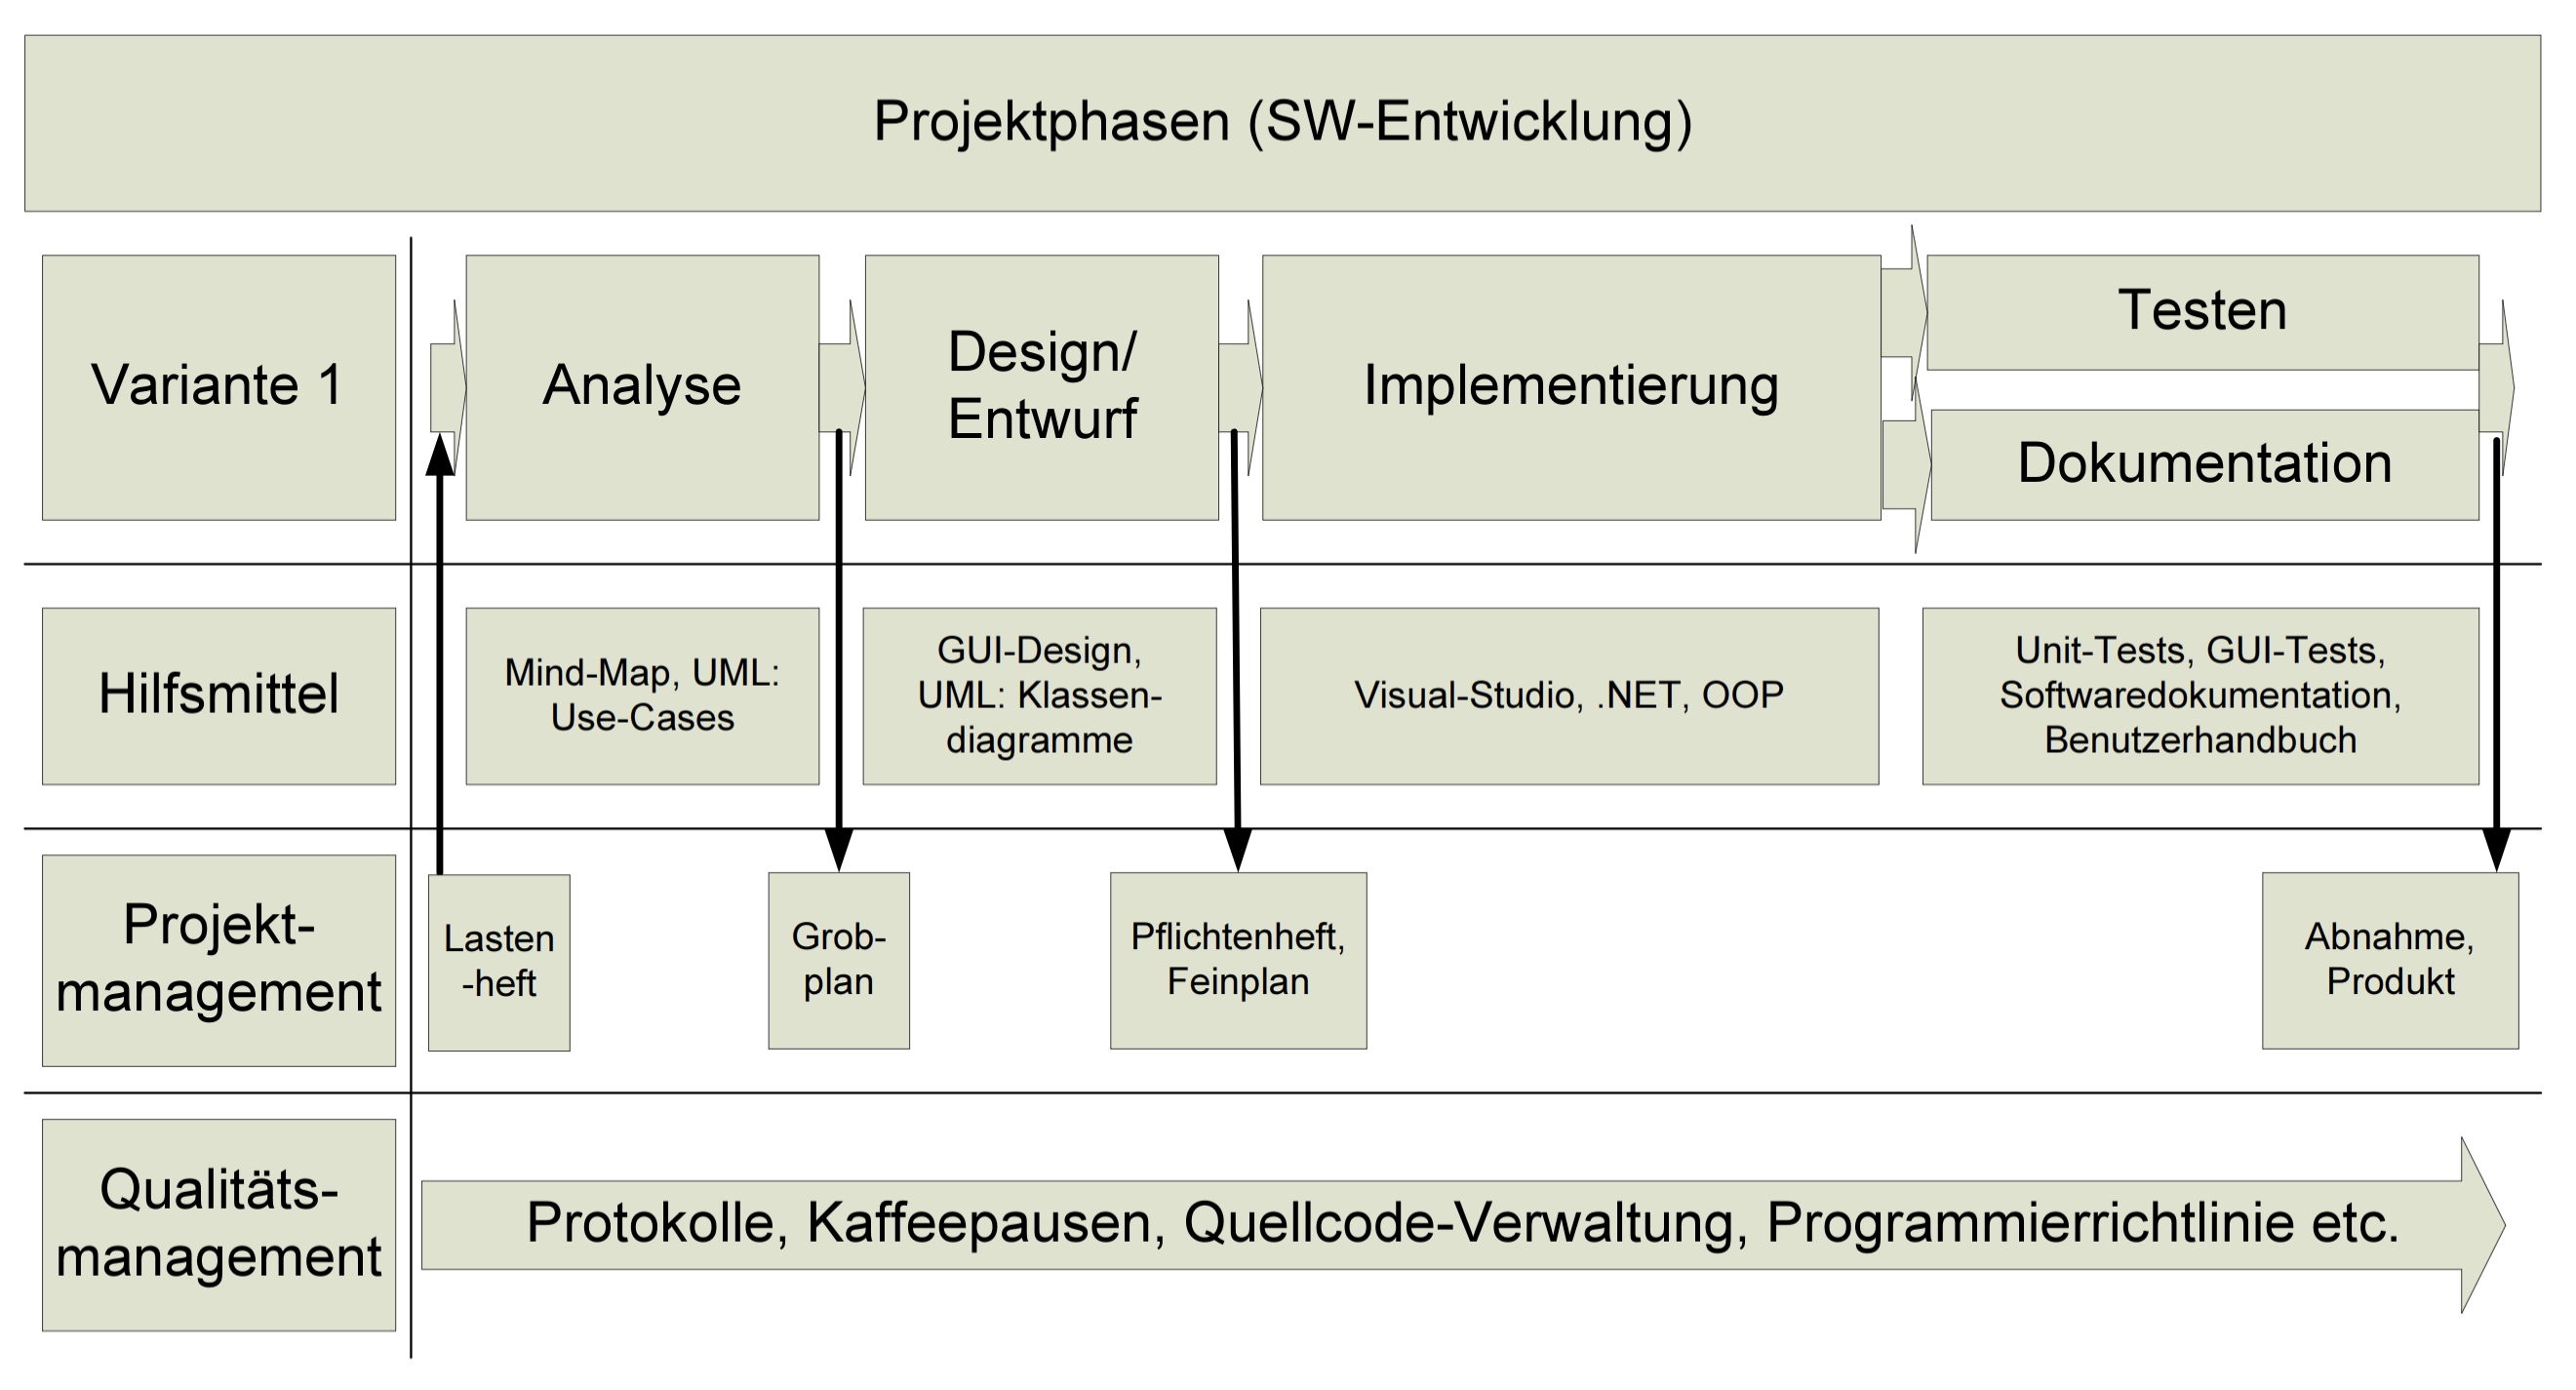 Projektphasen (SW-Entwicklung)
Variante 1
Analyse
Design/
Entwurf
Implementierung
Testen
Dokumentation
Hilfsmittel
Mind-Map, UML:
Use-Cases
GUI-Design,
UML: Klassen-
diagramme
Visual-Studio, .NET, OOP
Unit-Tests, GUI-Tests,
Softwaredokumentation,
Benutzerhandbuch
Projekt-
management
Lasten
-heft
Grob-
plan
Pflichtenheft,
Feinplan
Abnahme,
Produkt
Qualitäts-
management
Protokolle, Kaffeepausen, Quellcode-Verwaltung, Programmierrichtlinie etc.